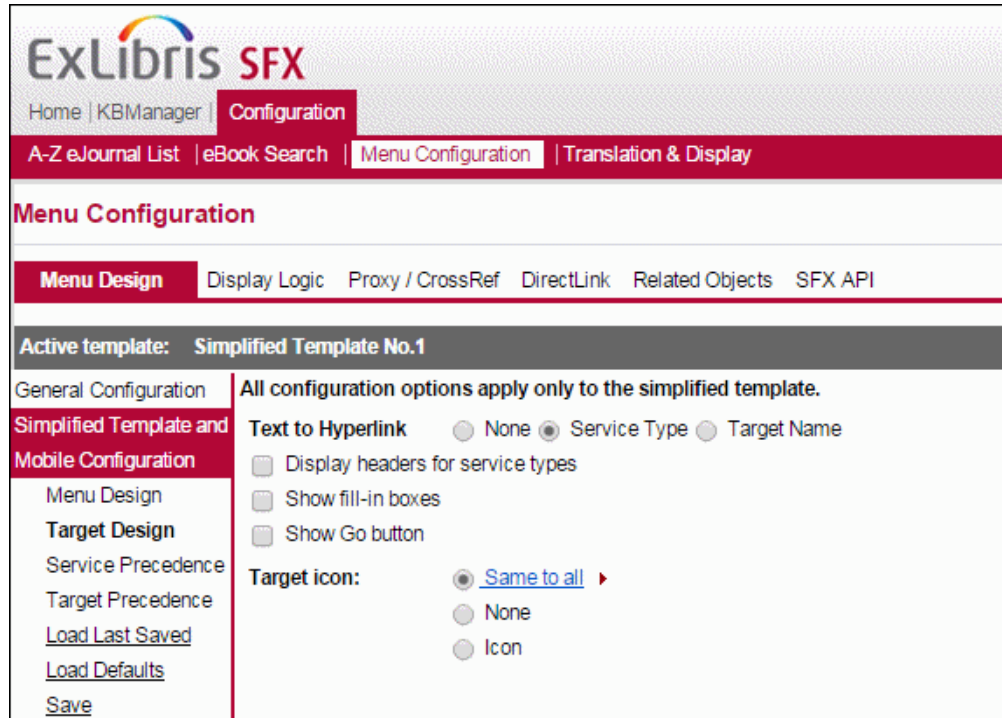 ExLibris SFX
Home | KBManager | Configuration
A-Z eJournal List | eBook Search | Menu Configuration | Translation & Display
Menu Configuration
Menu Design Display Logic Proxy / CrossRef DirectLink Related Objects SFX API
Active template: Simplified Template No.1
General Configuration
Simplified Template and
Mobile Configuration
Menu Design
Target Design
Service Precedence
Target Precedence
Load Last Saved
Load Defaults
Save
All configuration options apply only to the simplified template.
Text to Hyperlink None Service Type Target Name
Display headers for service types
Show fill-in boxes
Show Go button
Target icon: Same to all
None
Icon